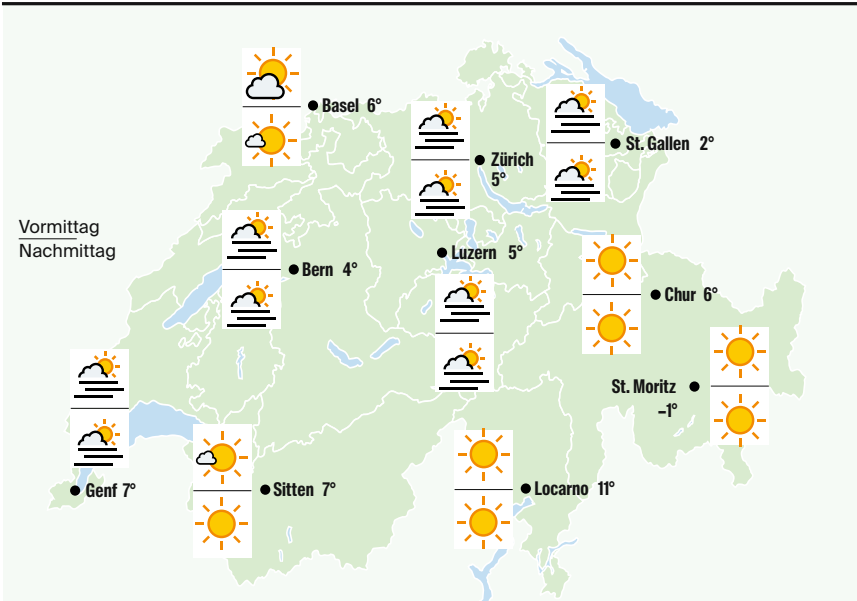 Basel 6°
Zürich
5°
St. Gallen 2°
Vormittag
Nachmittag
Bern 4°
Luzern 5°
Chur 6°
St. Moritz
–1°
Genf 7°
Sitten 7°
Locarno 11°